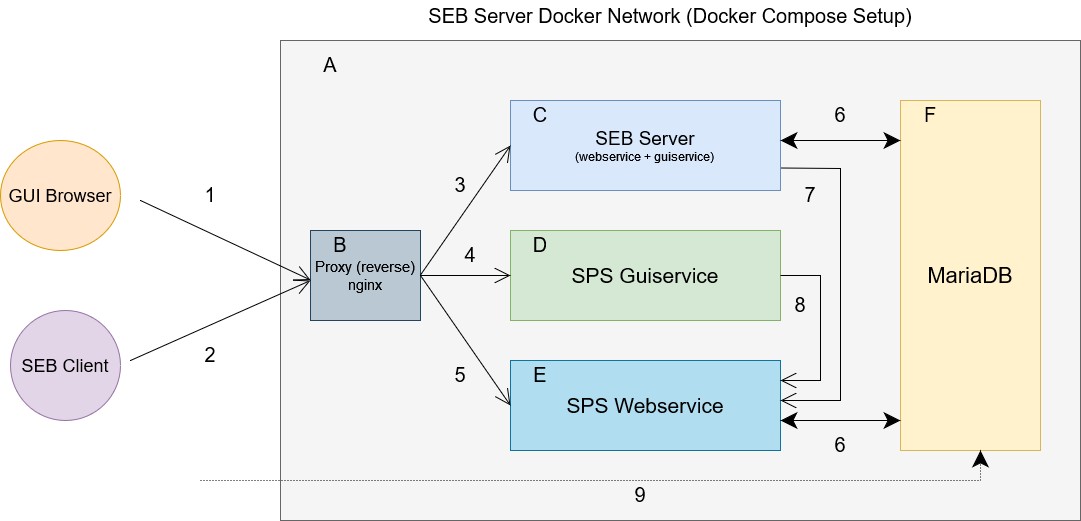 SEB Server Docker Network (Docker Compose Setup)
A
C
SEB Server
(webservice + guiservice)
6
F
GUI Browser
1
3
7
B
Proxy (reverse)
nginx
4
D
SPS Guiservice
MariaDB
8
SEB Client
2
5
E
SPS Webservice
6
9